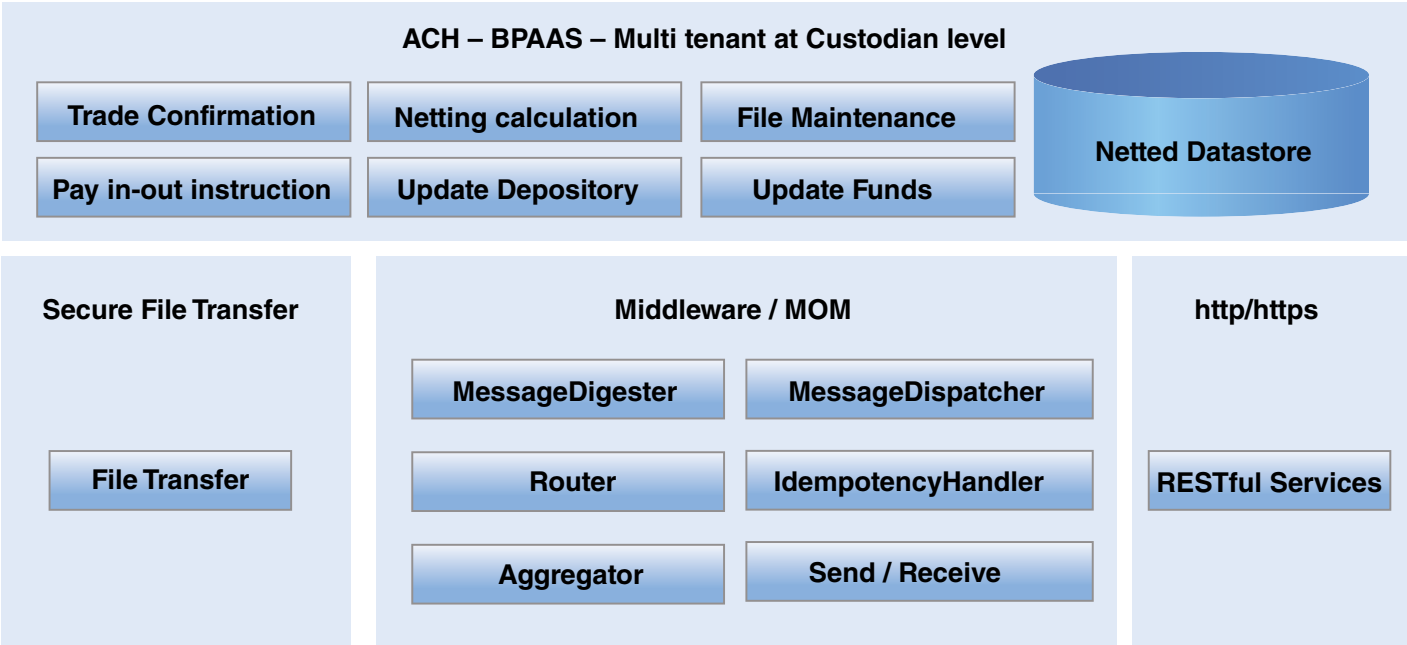 ACH – BPAAS – Multi tenant at Custodian level
Trade Confirmation
Netting calculation
File Maintenance
Netted Datastore
Pay in-out instruction
Update Depository
Update Funds
Secure File Transfer
File Transfer
Middleware / MOM
MessageDigester
MessageDispatcher
Router
IdempotencyHandler
Aggregator
Send / Receive
http/https
RESTful Services